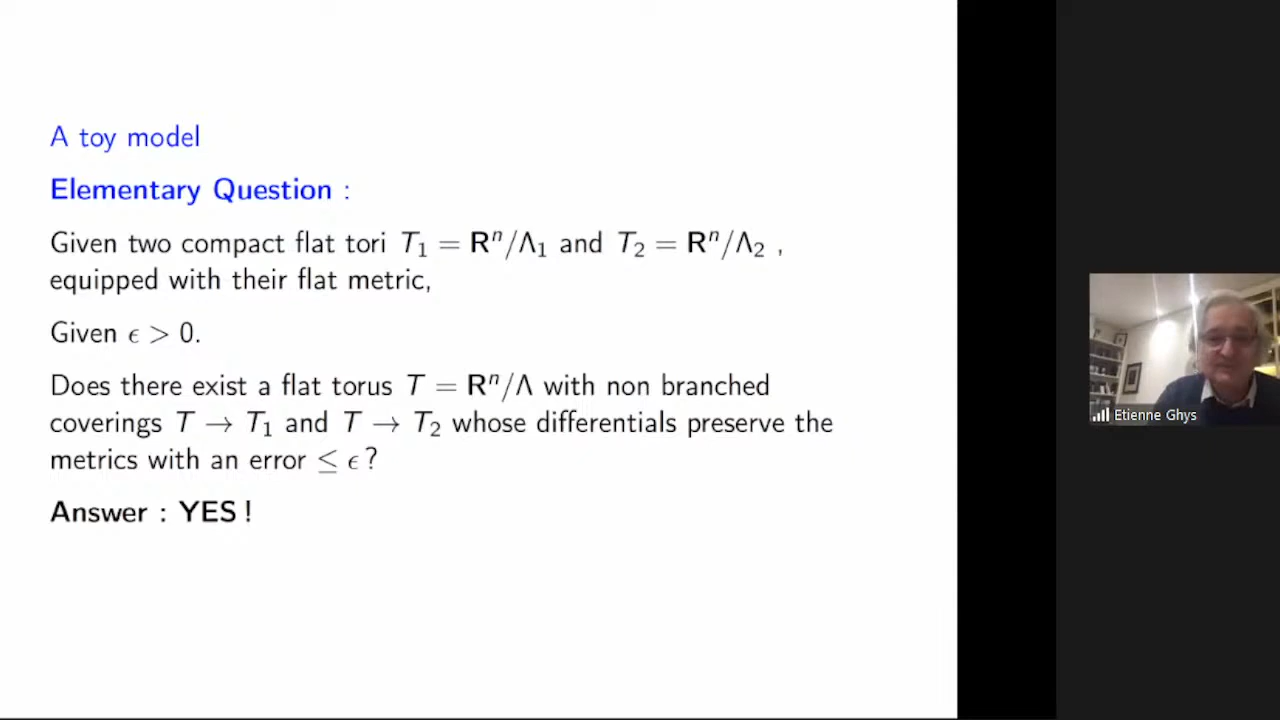 A toy model
Elementary Question :
Given two compact flat tori T₁ = Rⁿ/Λ₁ and T₂ = Rⁿ/Λ₂ ,
equipped with their flat metric,
Given ϵ > 0.
Does there exist a flat torus T = Rⁿ/Λ with non branched
coverings T → T₁ and T → T₂ whose differentials preserve the
metrics with an error ≤ ϵ ?
Answer : YES !
Etienne Ghys